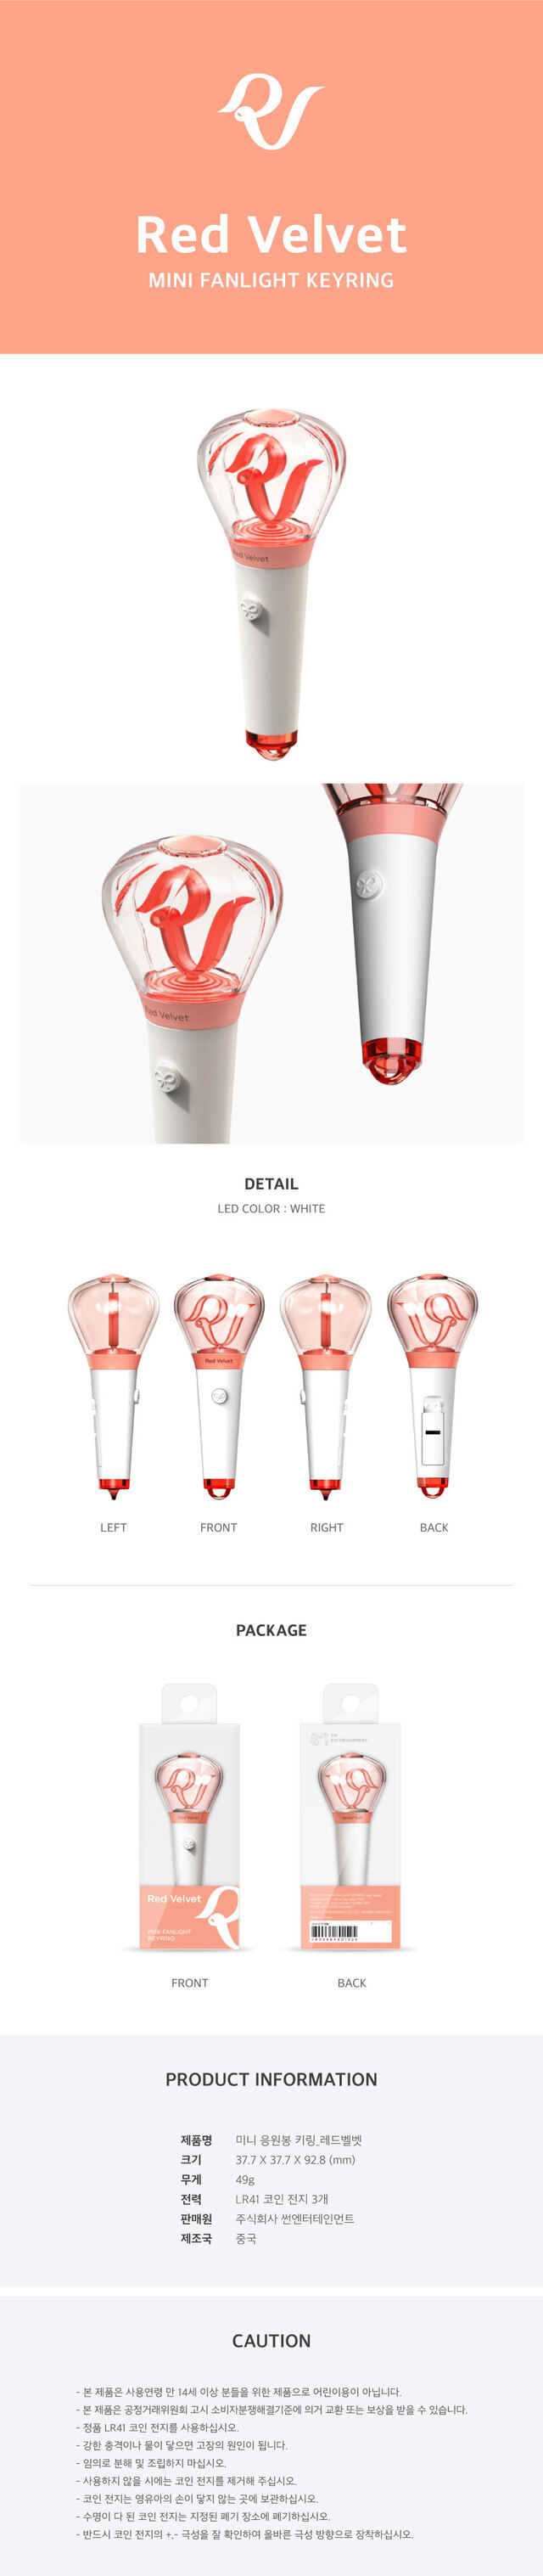 Red Velvet
MINI FANLIGHT KEYRING
Red Velvet
Red Velvet
DETAIL
LED COLOR : WHITE
Red Velvet
LEFT
FRONT
RIGHT
BACK
PACKAGE
SM
ENTERTAINMENT
Red Velvet
MINI FANLIGHT
KEYRING
FRONT
BACK
PRODUCT INFORMATION
제품명 미니 응원봉 키링_레드벨벳
크기 37.7 X 37.7 X 92.8 (mm)
무게 49g
전력 LR41 코인 전지 3개
판매원 주식회사 썬엔터테인먼트
제조국 중국
CAUTION
- 본 제품은 사용연령 만 14세 이상 분들을 위한 제품으로 어린이용이 아닙니다.
- 본 제품은 공정거래위원회 고시 소비자분쟁해결기준에 의거 교환 또는 보상을 받을 수 있습니다.
- 정품 LR41 코인 전지를 사용하십시오.
- 강한 충격이나 물이 닿으면 고장의 원인이 됩니다.
- 임의로 분해 및 조립하지 마십시오.
- 사용하지 않을 시에는 코인 전지를 제거해 주십시오.
- 코인 전지는 영유아의 손이 닿지 않는 곳에 보관하십시오.
- 수명이 다 된 코인 전지는 지정된 폐기 장소에 폐기하십시오.
- 반드시 코인 전지의 +,- 극성을 잘 확인하여 올바른 극성 방향으로 장착하십시오.